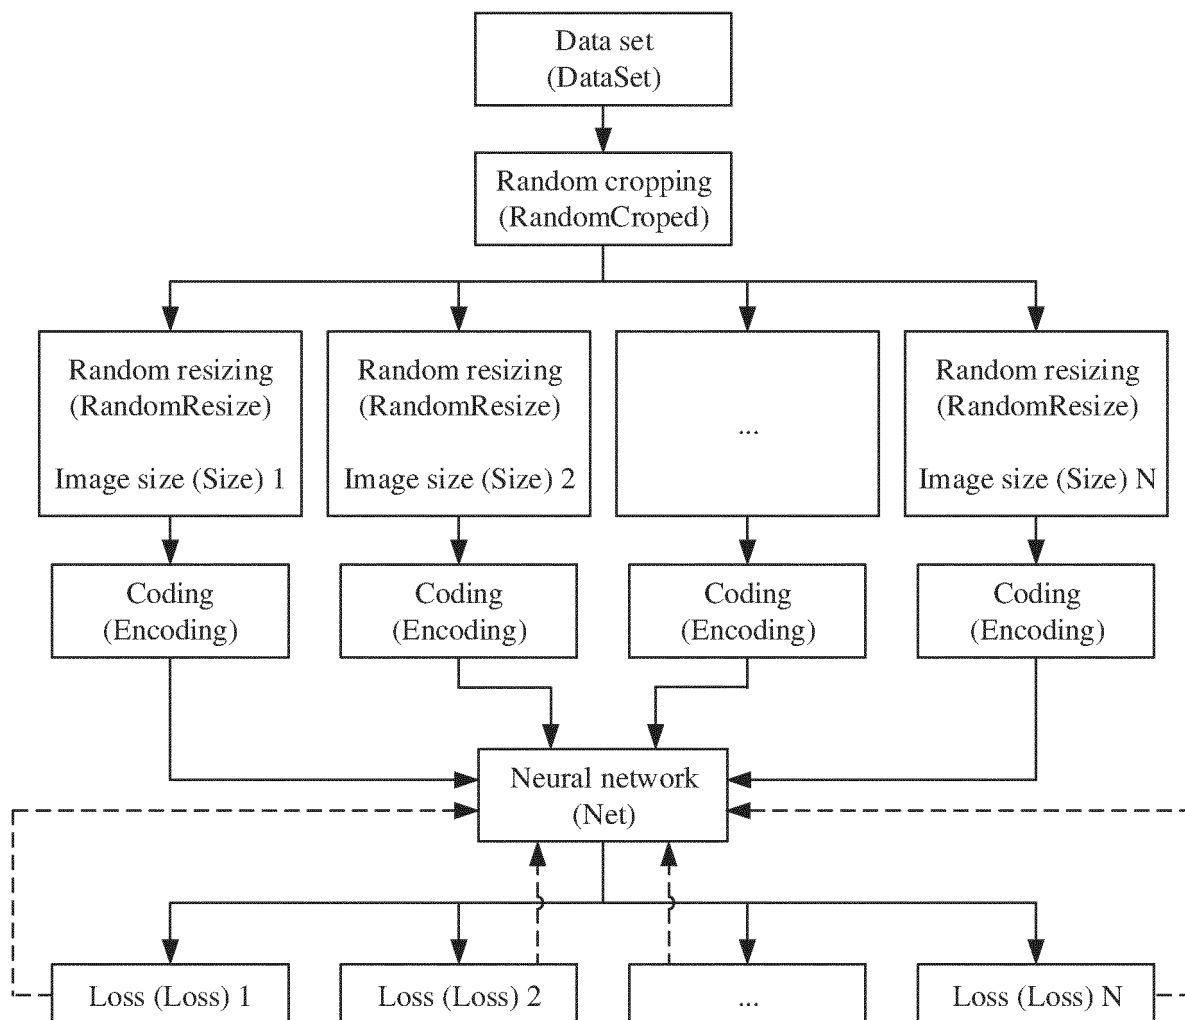 Data set
(DataSet)
Random cropping
(RandomCroped)
Random resizing
(RandomResize)
Image size (Size) 1
Random resizing
(RandomResize)
Image size (Size) 2
...
Random resizing
(RandomResize)
Image size (Size) N
Coding
(Encoding)
Coding
(Encoding)
Coding
(Encoding)
Coding
(Encoding)
Neural network
(Net)
Loss (Loss) 1
Loss (Loss) 2
...
Loss (Loss) N